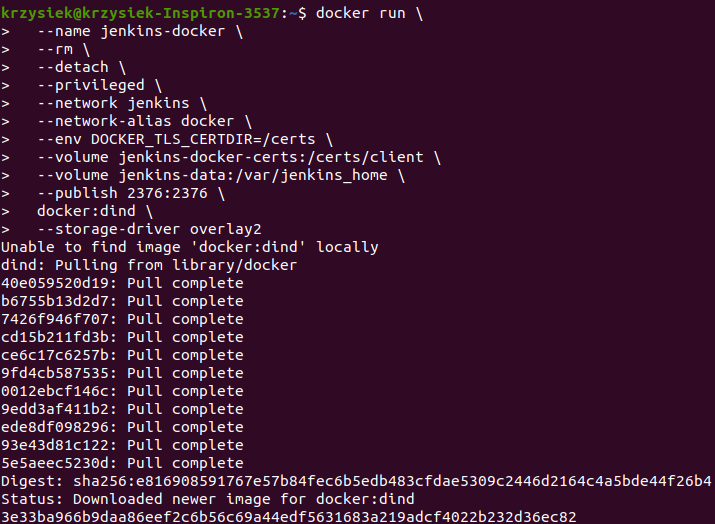 krzysiek@krzysiek-Inspiron-3537:~$ docker run \
>   --name jenkins-docker \
>   --rm \
>   --detach \
>   --privileged \
>   --network jenkins \
>   --network-alias docker \
>   --env DOCKER_TLS_CERTDIR=/certs \
>   --volume jenkins-docker-certs:/certs/client \
>   --volume jenkins-data:/var/jenkins_home \
>   --publish 2376:2376 \
>   docker:dind \
>   --storage-driver overlay2
Unable to find image 'docker:dind' locally
dind: Pulling from library/docker
40e059520d19: Pull complete
b6755b13d2d7: Pull complete
7426f946f707: Pull complete
cd15b211fd3b: Pull complete
ce6c17c6257b: Pull complete
9fd4cb587535: Pull complete
0012ebcf146c: Pull complete
9edd3af411b2: Pull complete
ede8df098296: Pull complete
93e43d81c122: Pull complete
5e5aeec5230d: Pull complete
Digest: sha256:e816908591767e57b84fec6b5edb483cfdae5309c2446d2164c4a5bde44f26b4
Status: Downloaded newer image for docker:dind
3e33ba966b9daa86eef2c6b56c69a44edf5631683a219adcf4022b232d36ec82